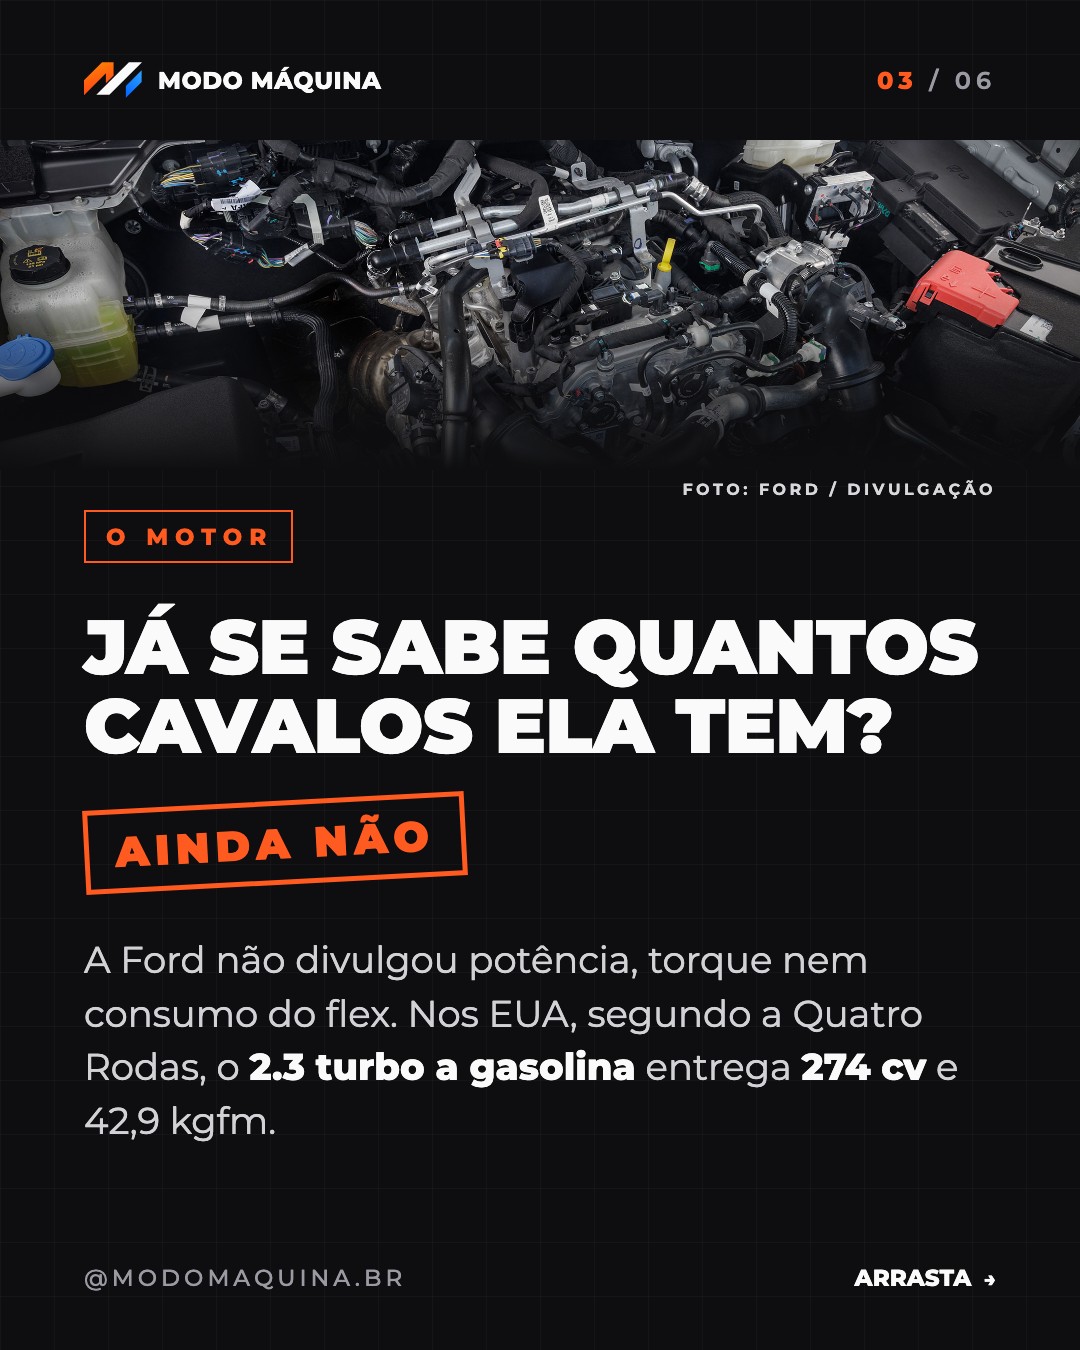 MODO MÁQUINA
03 / 06
FOTO: FORD / DIVULGAÇÃO
O MOTOR
JÁ SE SABE QUANTOS
CAVALOS ELA TEM?
AINDA NÃO
A Ford não divulgou potência, torque nem
consumo do flex. Nos EUA, segundo a Quatro
Rodas, o 2.3 turbo a gasolina entrega 274 cv e
42,9 kgfm.
@MODOMAQUINA.BR
ARRASTA →